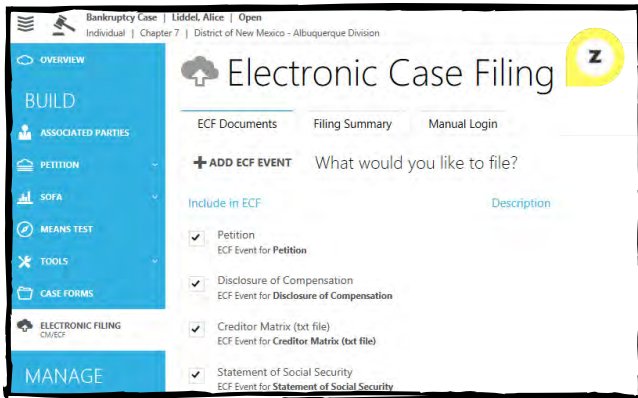 Bankruptcy Case | Liddel, Alice | Open
Individual | Chapter 7 | District of New Mexico - Albuquerque Division
OVERVIEW
BUILD
ASSOCIATED PARTIES
PETITION
SOFA
MEANS TEST
TOOLS
CASE FORMS
ELECTRONIC FILING
CM/ECF
MANAGE
Electronic Case Filing
z
ECF Documents Filing Summary Manual Login
ADD ECF EVENT What would you like to file?
Include in ECF Description
Petition
ECF Event for Petition
Disclosure of Compensation
ECF Event for Disclosure of Compensation
Creditor Matrix (txt file)
ECF Event for Creditor Matrix (txt file)
Statement of Social Security
ECF Event for Statement of Social Security